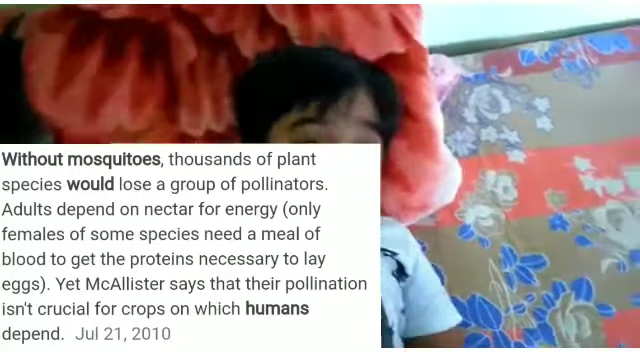 Without mosquitoes, thousands of plant
species would lose a group of pollinators.
Adults depend on nectar for energy (only
females of some species need a meal of
blood to get the proteins necessary to lay
eggs). Yet McAllister says that their pollination
isn't crucial for crops on which humans
depend. Jul 21, 2010